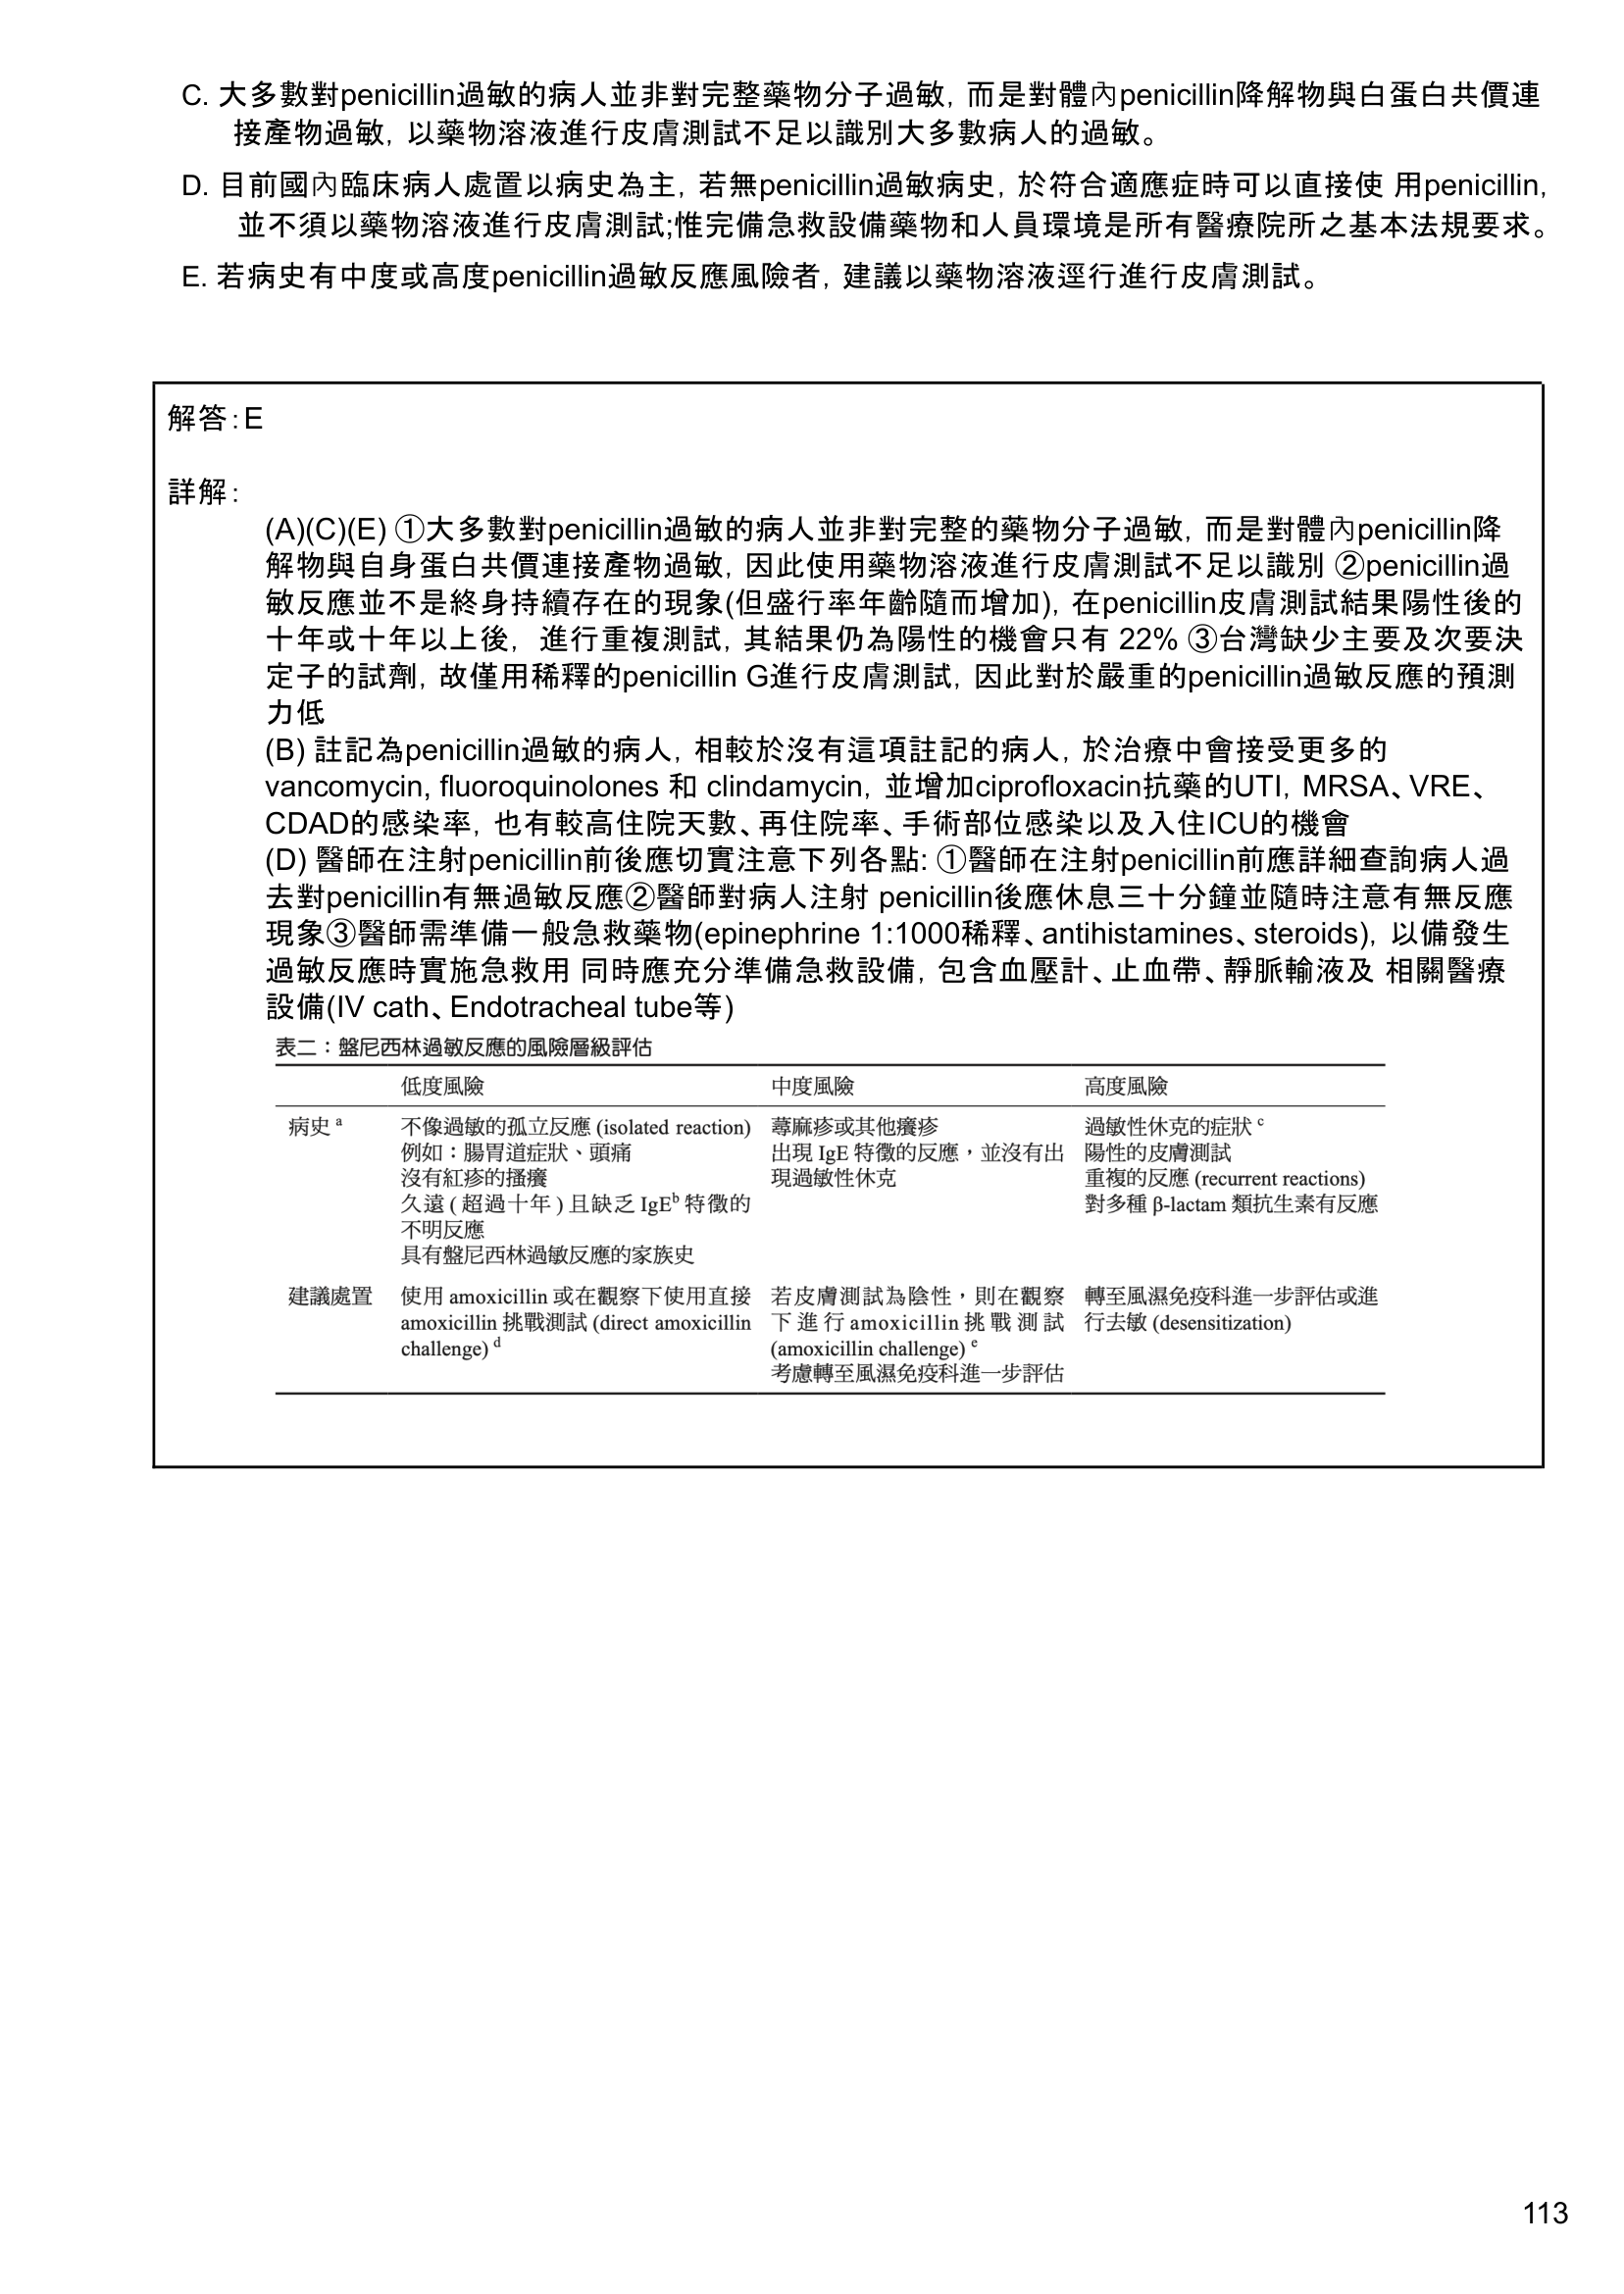 C. 大多數對penicillin過敏的病人並非對完整藥物分子過敏，而是對體內penicillin降解物與白蛋白共價連
接產物過敏，以藥物溶液進行皮膚測試不足以識別大多數病人的過敏。
D. 目前國內臨床病人處置以病史為主，若無penicillin過敏病史，於符合適應症時可以直接使 用penicillin，
並不須以藥物溶液進行皮膚測試;惟完備急救設備藥物和人員環境是所有醫療院所之基本法規要求。
E. 若病史有中度或高度penicillin過敏反應風險者，建議以藥物溶液逕行進行皮膚測試。
解答：E
詳解：
(A)(C)(E) ①大多數對penicillin過敏的病人並非對完整的藥物分子過敏，而是對體內penicillin降
解物與自身蛋白共價連接產物過敏，因此使用藥物溶液進行皮膚測試不足以識別 ②penicillin過
敏反應並不是終身持續存在的現象(但盛行率年齡隨而增加)，在penicillin皮膚測試結果陽性後的
十年或十年以上後， 進行重複測試，其結果仍為陽性的機會只有 22% ③台灣缺少主要及次要決
定子的試劑，故僅用稀釋的penicillin G進行皮膚測試，因此對於嚴重的penicillin過敏反應的預測
力低
(B) 註記為penicillin過敏的病人，相較於沒有這項註記的病人，於治療中會接受更多的
vancomycin, fluoroquinolones 和 clindamycin，並增加ciprofloxacin抗藥的UTI，MRSA、VRE、
CDAD的感染率，也有較高住院天數、再住院率、手術部位感染以及入住ICU的機會
(D) 醫師在注射penicillin前後應切實注意下列各點: ①醫師在注射penicillin前應詳細查詢病人過
去對penicillin有無過敏反應②醫師對病人注射 penicillin後應休息三十分鐘並隨時注意有無反應
現象③醫師需準備一般急救藥物(epinephrine 1:1000稀釋、antihistamines、steroids)，以備發生
過敏反應時實施急救用 同時應充分準備急救設備，包含血壓計、止血帶、靜脈輸液及 相關醫療
設備(IV cath、Endotracheal tube等)
表二：盤尼西林過敏反應的風險層級評估
低度風險 中度風險 高度風險
病史 a 不像過敏的孤立反應 (isolated reaction) 蕁麻疹或其他癢疹 過敏性休克的症狀 c
例如：腸胃道症狀、頭痛 出現 IgE 特徵的反應，並沒有出 陽性的皮膚測試
沒有紅疹的搔癢 現過敏性休克 重複的反應 (recurrent reactions)
久遠 ( 超過十年 ) 且缺乏 IgEb 特徵的 對多種 β-lactam 類抗生素有反應
不明反應
具有盤尼西林過敏反應的家族史
建議處置 使用 amoxicillin 或在觀察下使用直接 若皮膚測試為陰性，則在觀察 轉至風濕免疫科進一步評估或進
amoxicillin 挑戰測試 (direct amoxicillin 下進行amoxicillin挑戰測試 行去敏 (desensitization)
challenge) d (amoxicillin challenge) e
考慮轉至風濕免疫科進一步評估
113